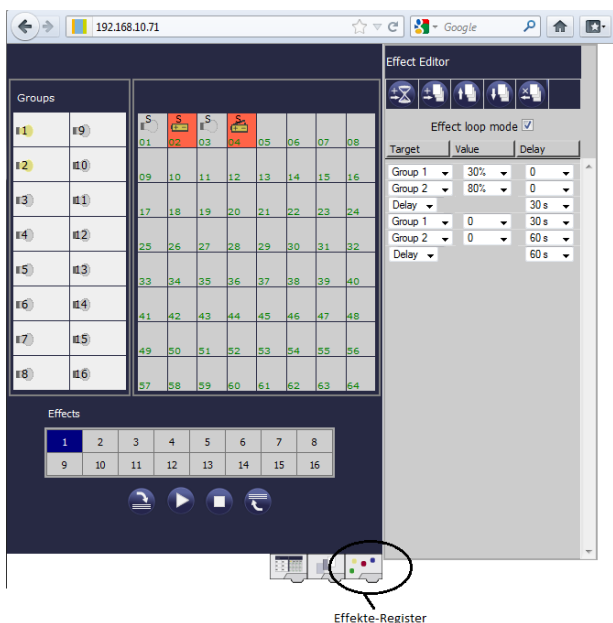 192.168.10.71
Google
Effect Editor
Groups
Effect loop mode
Target Value Delay
1 9
2 10
3 11
4 12
5 13
6 14
7 15
8 16
S S S S
01 02 03 04 05 06 07 08
09 10 11 12 13 14 15 16
17 18 19 20 21 22 23 24
25 26 27 28 29 30 31 32
33 34 35 36 37 38 39 40
41 42 43 44 45 46 47 48
49 50 51 52 53 54 55 56
57 58 59 60 61 62 63 64
Group 1 30% 0
Group 2 80% 0
Delay 30 s
Group 1 0 30 s
Group 2 0 60 s
Delay 60 s
Effects
1 2 3 4 5 6 7 8
9 10 11 12 13 14 15 16
Effekte-Register